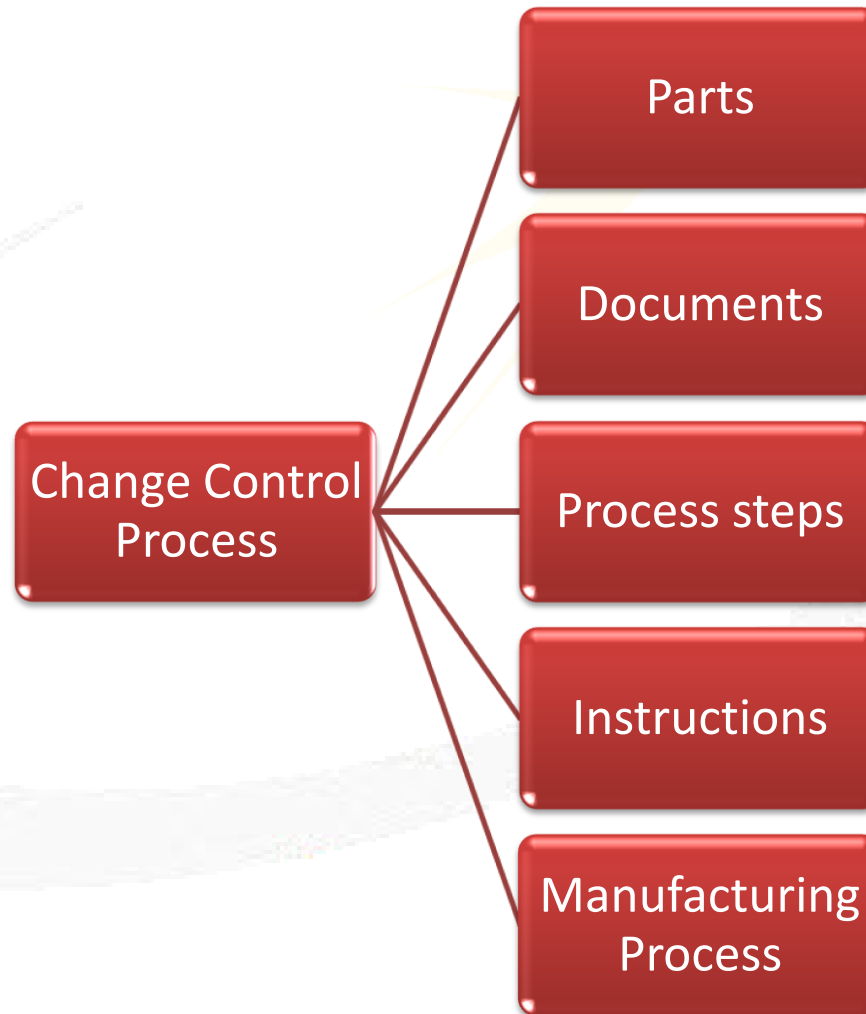 Parts
Documents
Change Control
Process
Process steps
Instructions
Manufacturing
Process